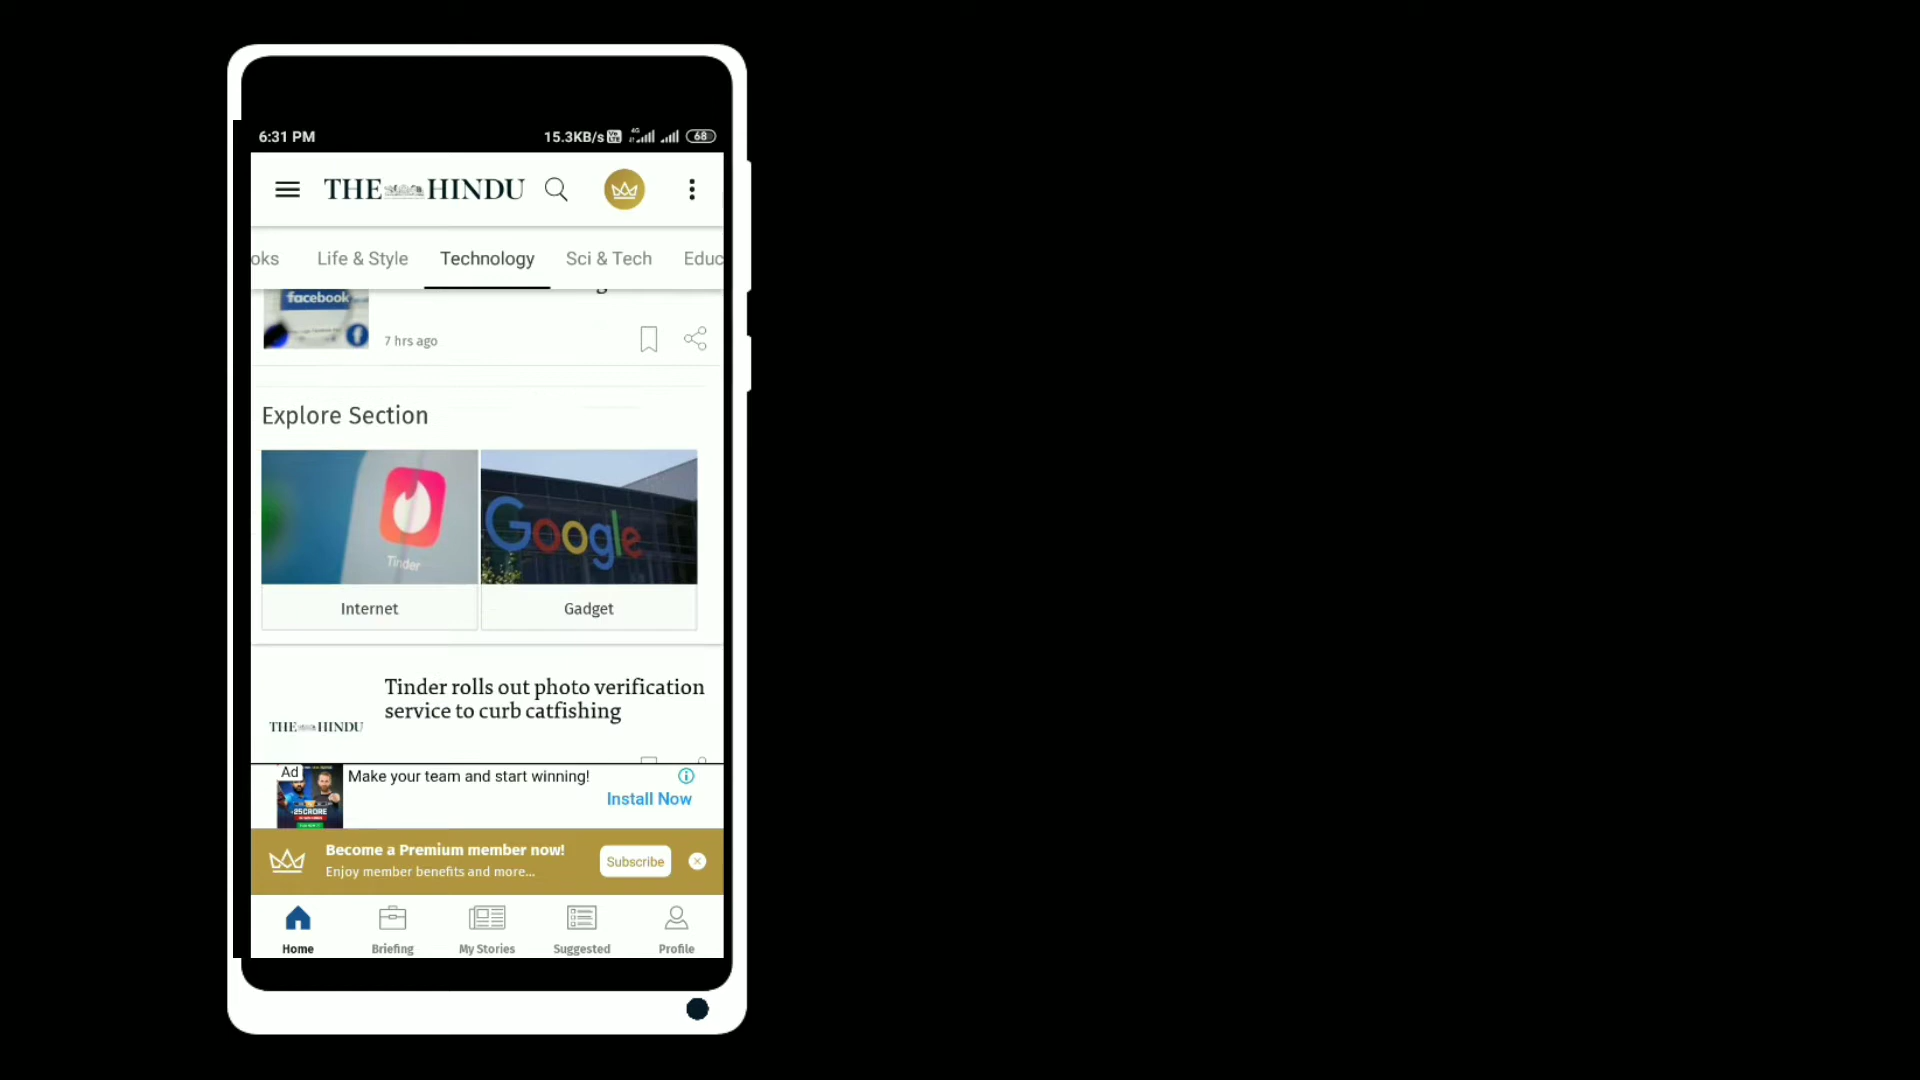 6:31 PM
15.3KB/s
4G
68
THE HINDU
oks
Life & Style
Technology
Sci & Tech
Educ
facebook
7 hrs ago
Explore Section
Tinder
Google
Internet
Gadget
Tinder rolls out photo verification
service to curb catfishing
THE HINDU
Ad
Make your team and start winning!
25 CRORE
Install Now
Become a Premium member now!
Enjoy member benefits and more...
Subscribe
Home
Briefing
My Stories
Suggested
Profile